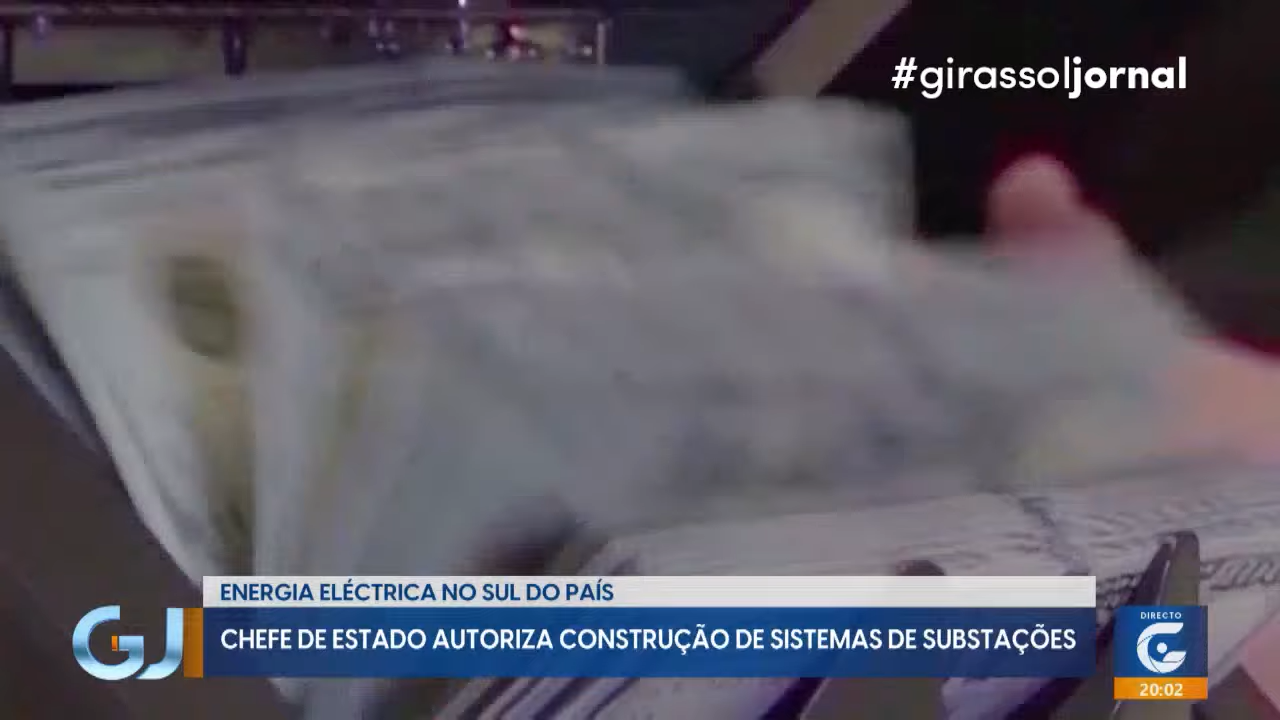 #girassoljornal
ENERGIA ELÉCTRICA NO SUL DO PAÍS
CHEFE DE ESTADO AUTORIZA CONSTRUÇÃO DE SISTEMAS DE SUBSTAÇÕES
GJ
DIRECTO
20:02